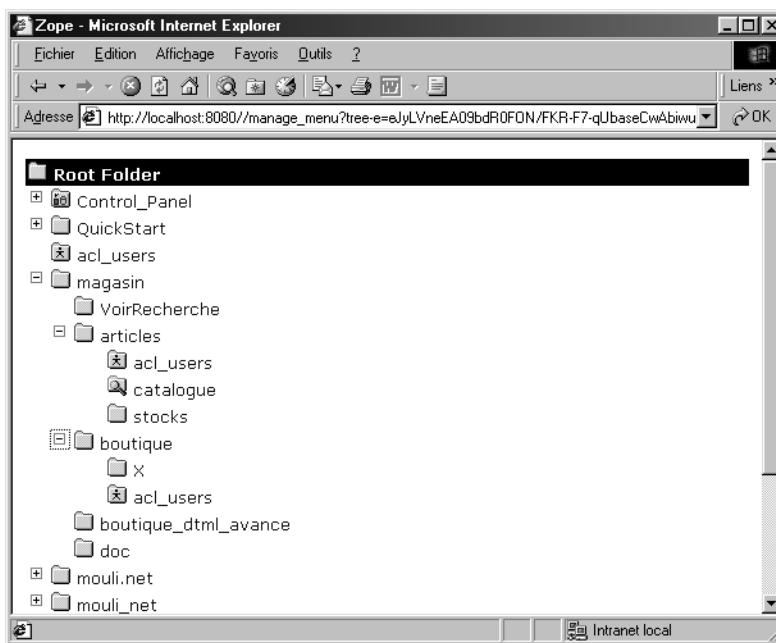 Zope - Microsoft Internet Explorer
Fichier Edition Affichage Favoris Outils ?
Liens »
Adresse http://localhost:8080//manage_menu?tree-e=eJyLVneEA09bdR0FON/FKR-F7-qUbaseCwAbiwu OK
Root Folder
Control_Panel
QuickStart
acl_users
magasin
VoirRecherche
articles
acl_users
catalogue
stocks
boutique
X
acl_users
boutique_dtml_avance
doc
mouli.net
mouli_net
Intranet local